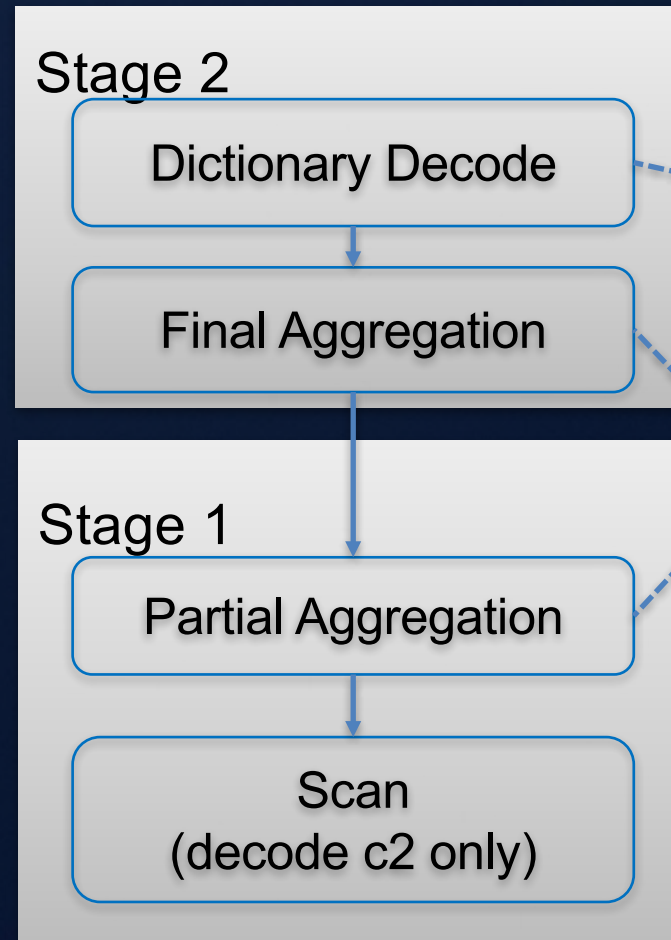 Stage 2
Dictionary Decode
Final Aggregation
Stage 1
Partial Aggregation
Scan
(decode c2 only)